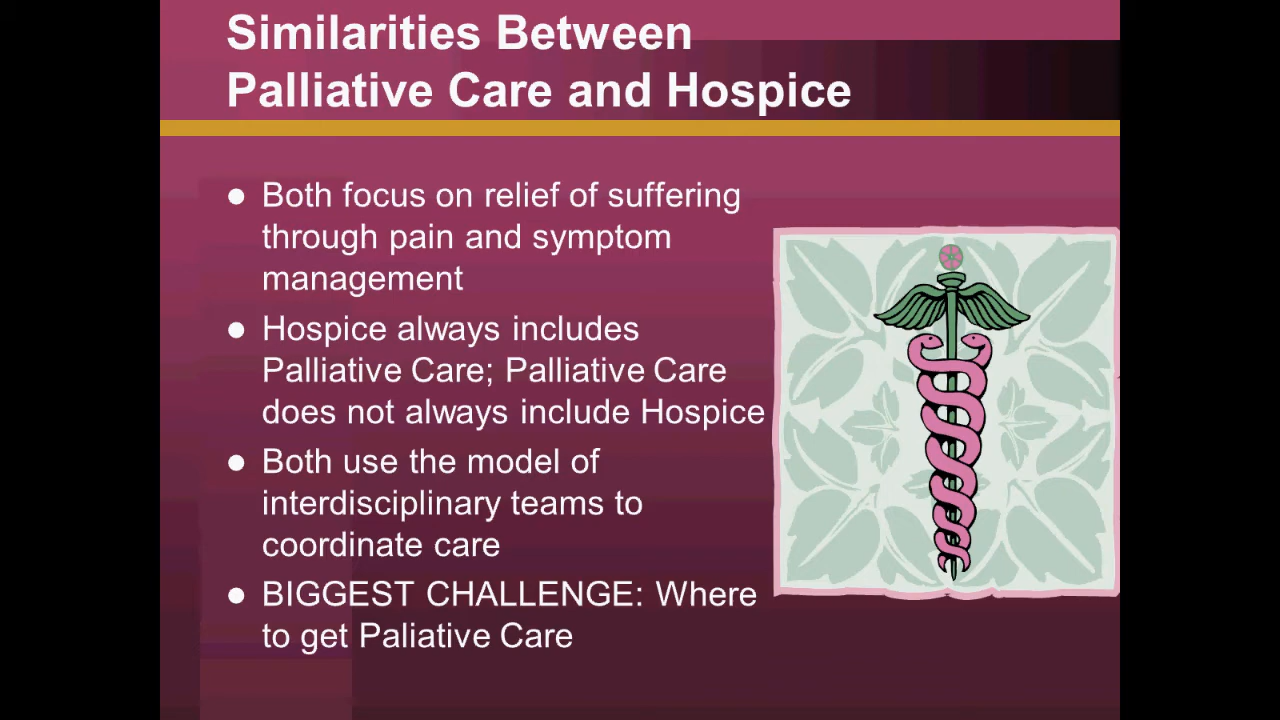 Similarities Between
Palliative Care and Hospice
● Both focus on relief of suffering
through pain and symptom
management
● Hospice always includes
Palliative Care; Palliative Care
does not always include Hospice
● Both use the model of
interdisciplinary teams to
coordinate care
● BIGGEST CHALLENGE: Where
to get Paliative Care